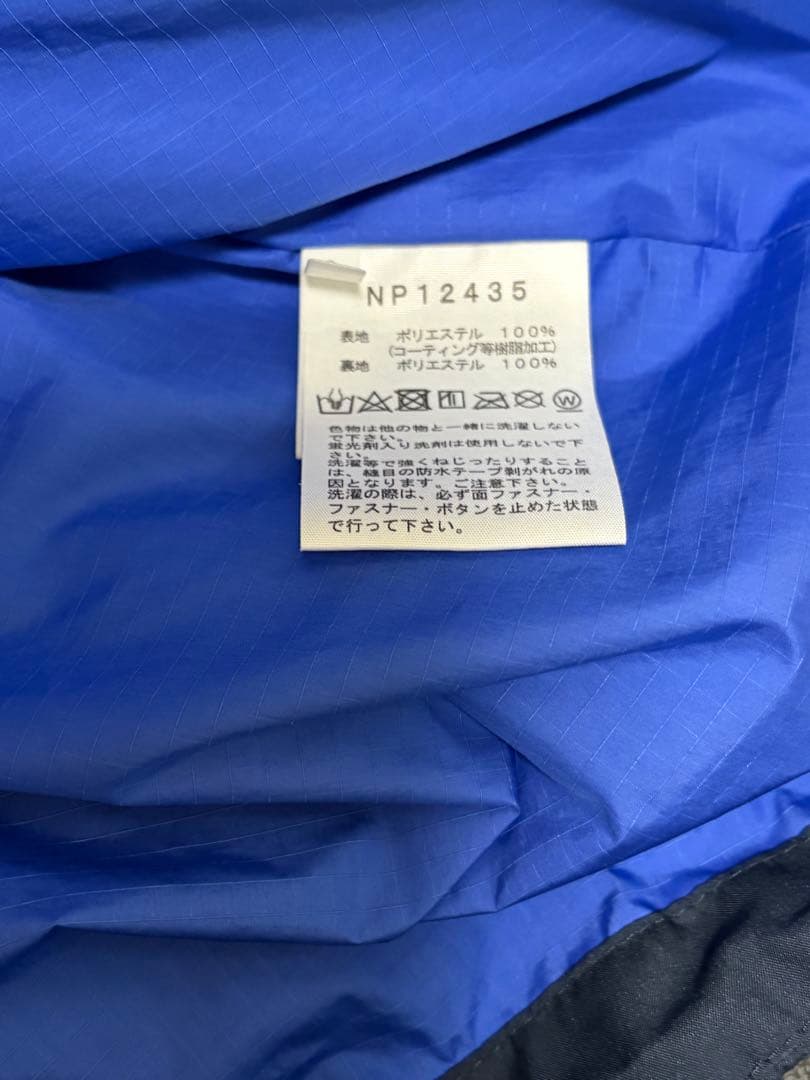 NP12435
表地 ポリエステル 100%
(コーティング等樹脂加工)
裏地 ポリエステル 100%
W
色物は他の物と一緒に洗濯しない
で下さい。
蛍光剤入り洗剤は使用しないで下
さい。
洗濯等で強くねじったりすること
は、縫目の防水テープ剥がれの原
因となります。ご注意下さい。
洗濯の際は、必ず面ファスナー・
ファスナー・ボタンを止めた状態
で行って下さい。